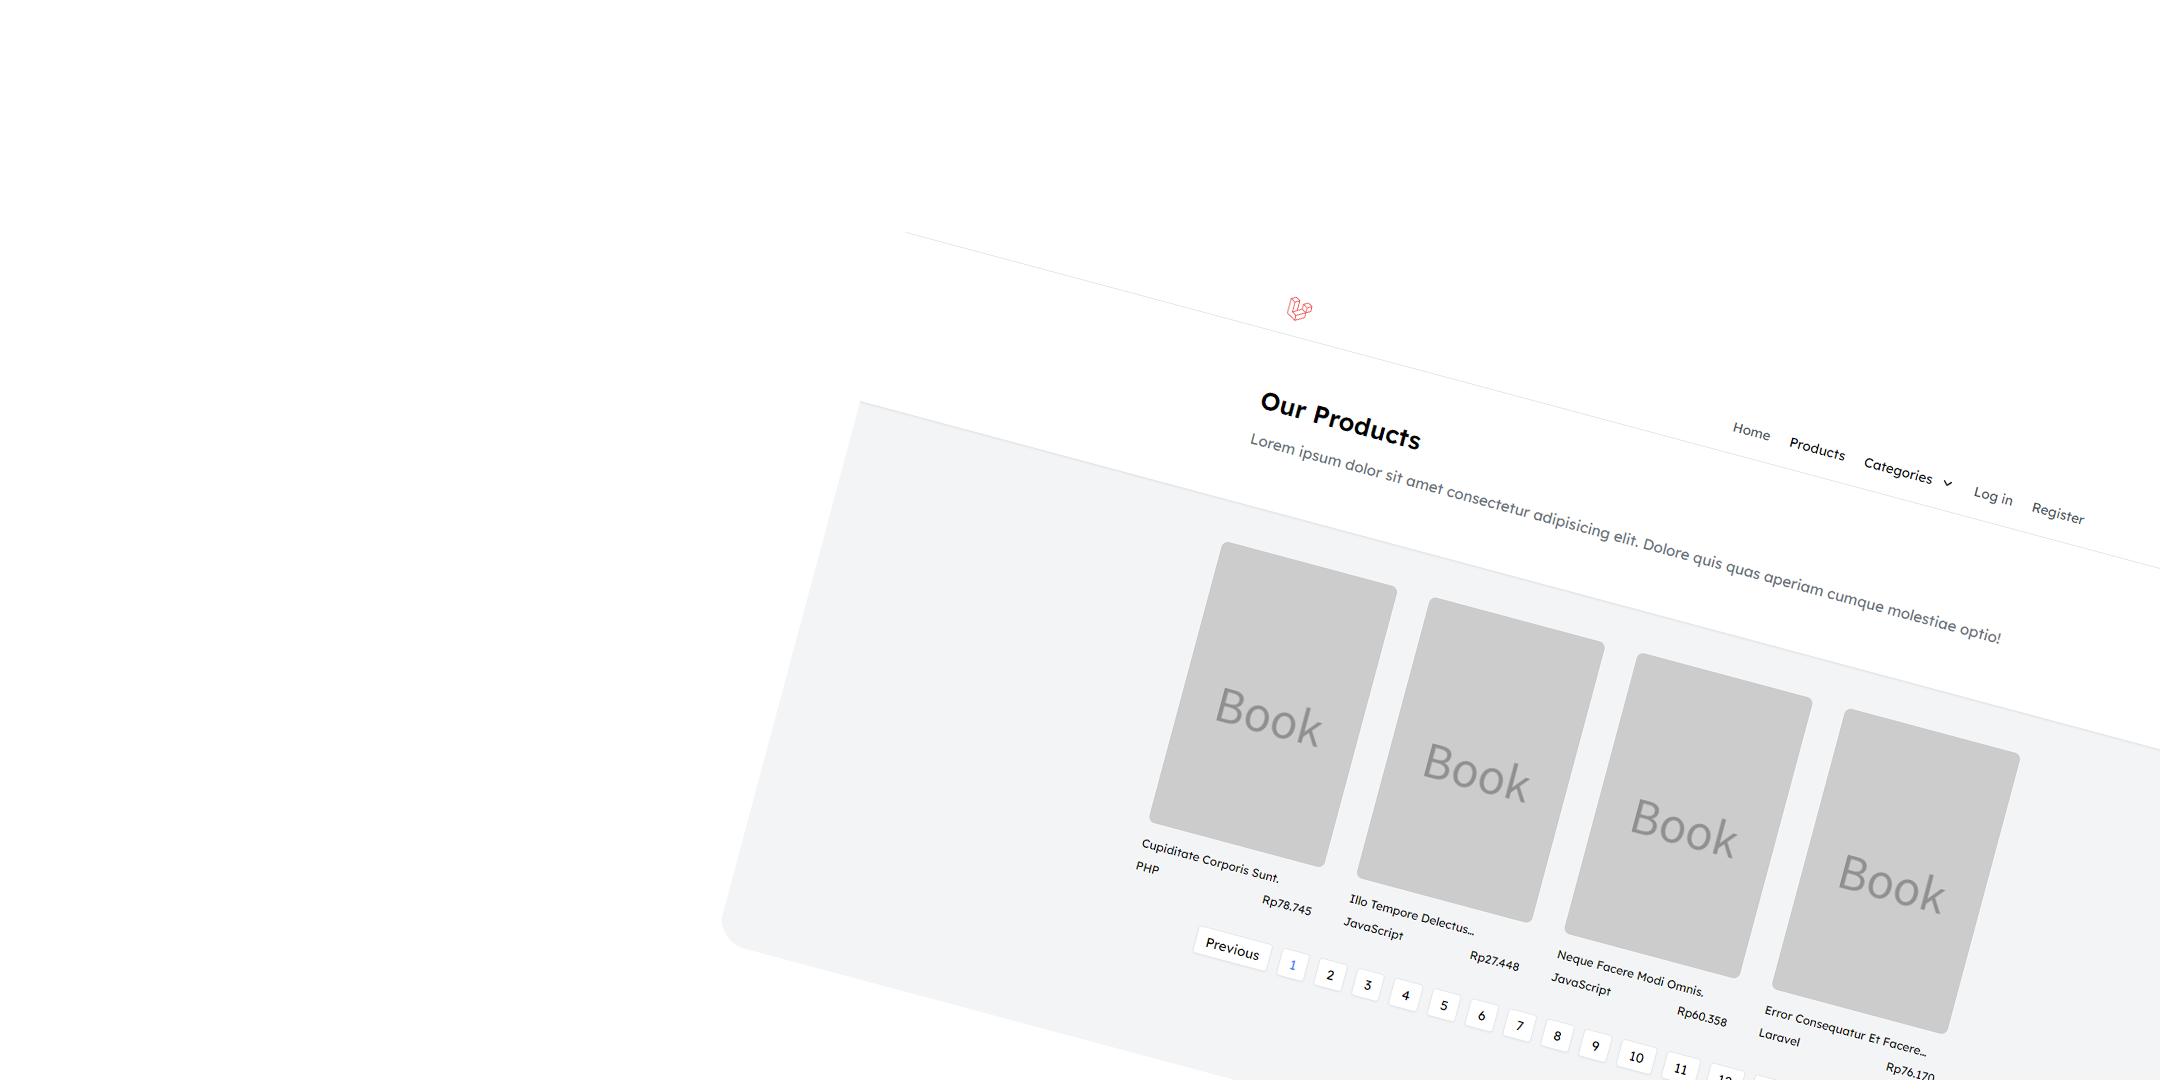 Home Products Categories Log in Register
Our Products
Lorem ipsum dolor sit amet consectetur adipisicing elit. Dolore quis quas aperiam cumque molestiae optio!
Book
Cupiditate Corporis Sunt.
PHP
Rp78.745
Book
Illo Tempore Delectus...
JavaScript
Rp27.448
Book
Neque Facere Modi Omnis.
JavaScript
Rp60.358
Book
Error Consequatur Et Facere...
Laravel
Rp76.170
Previous 1 2 3 4 5 6 7 8 9 10 11